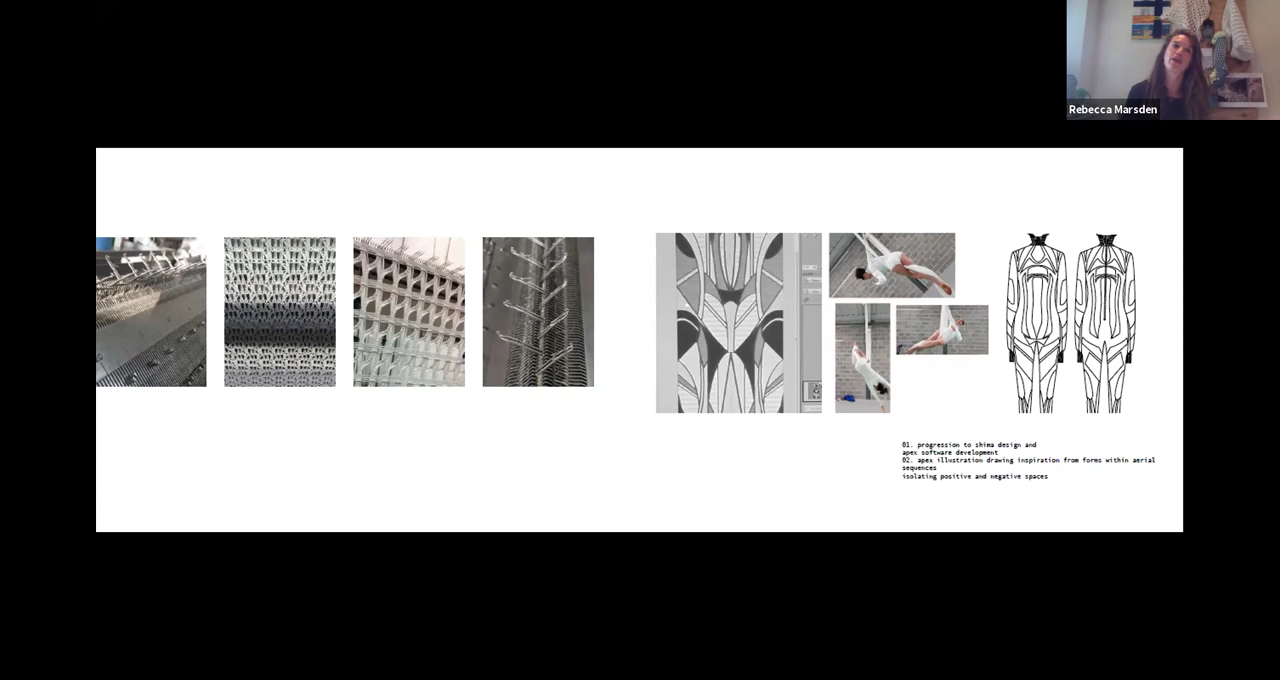 Rebecca Marsden
01. progression to shima design and
apex software development
02. apex illustration drawing inspiration from forms within aerial
sequences
isolating positive and negative spaces